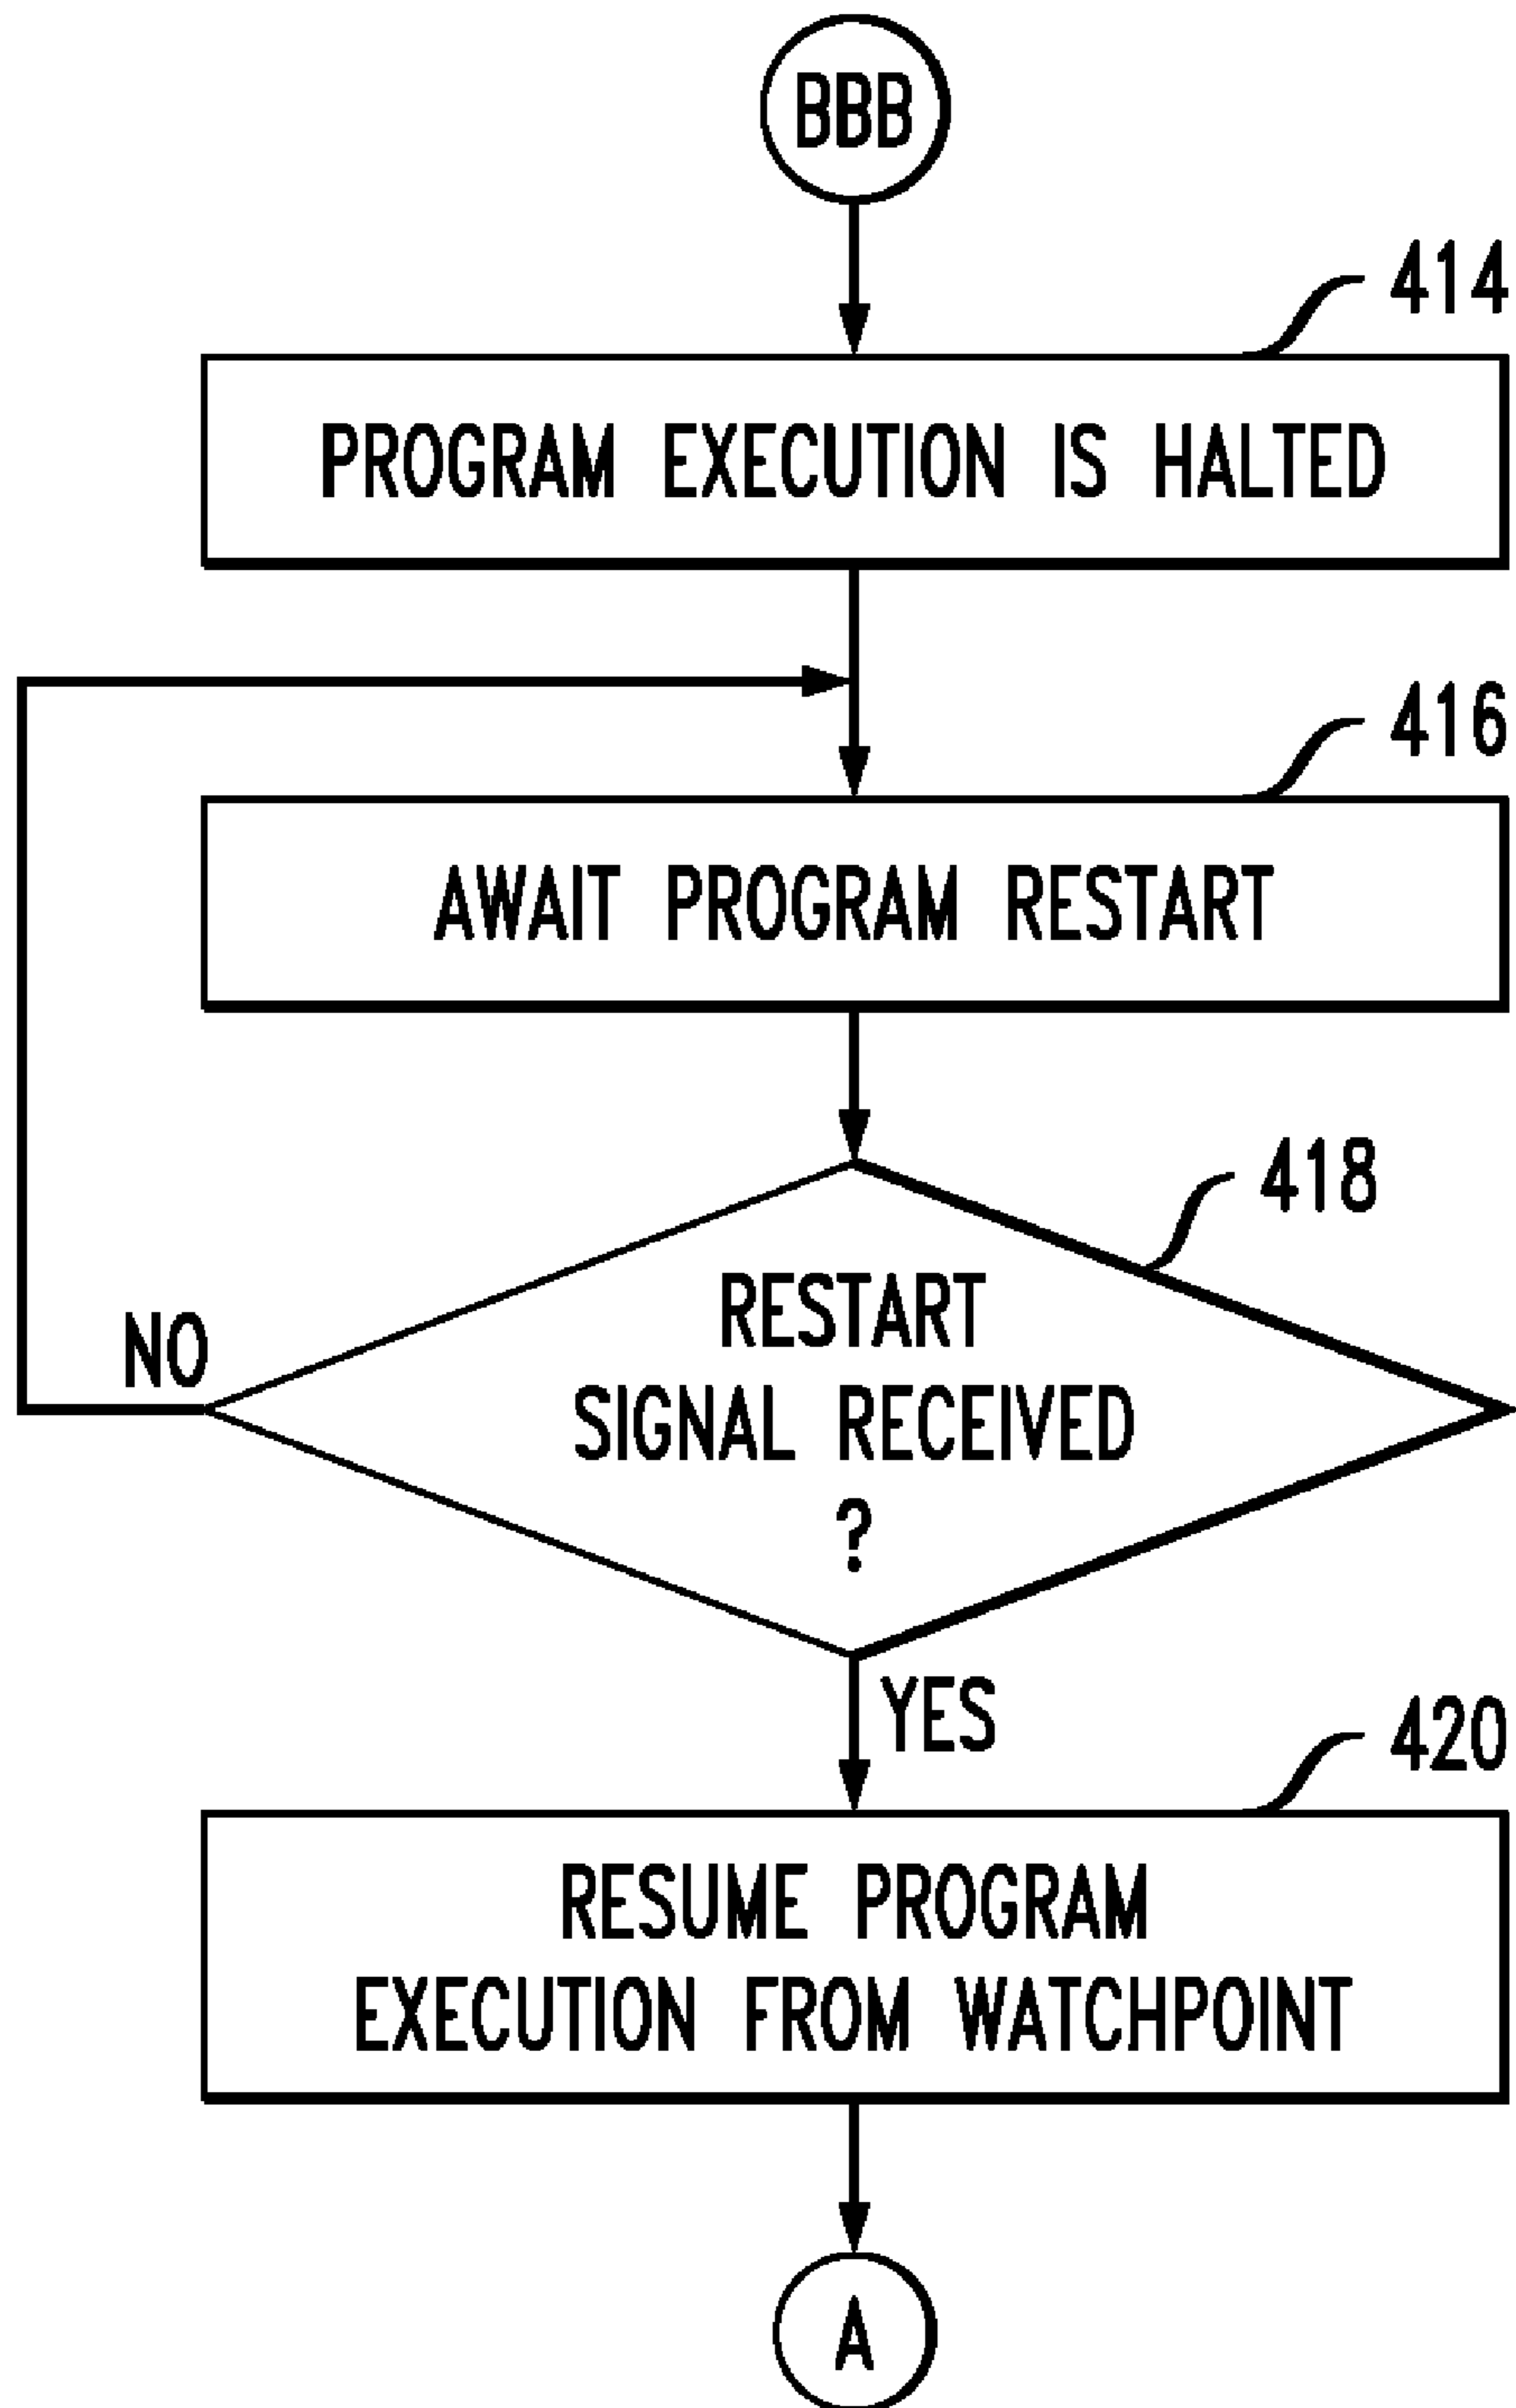 BBB
414
PROGRAM EXECUTION IS HALTED
416
AWAIT PROGRAM RESTART
418
RESTART
SIGNAL RECEIVED
?
NO
YES
420
RESUME PROGRAM
EXECUTION FROM WATCHPOINT
A